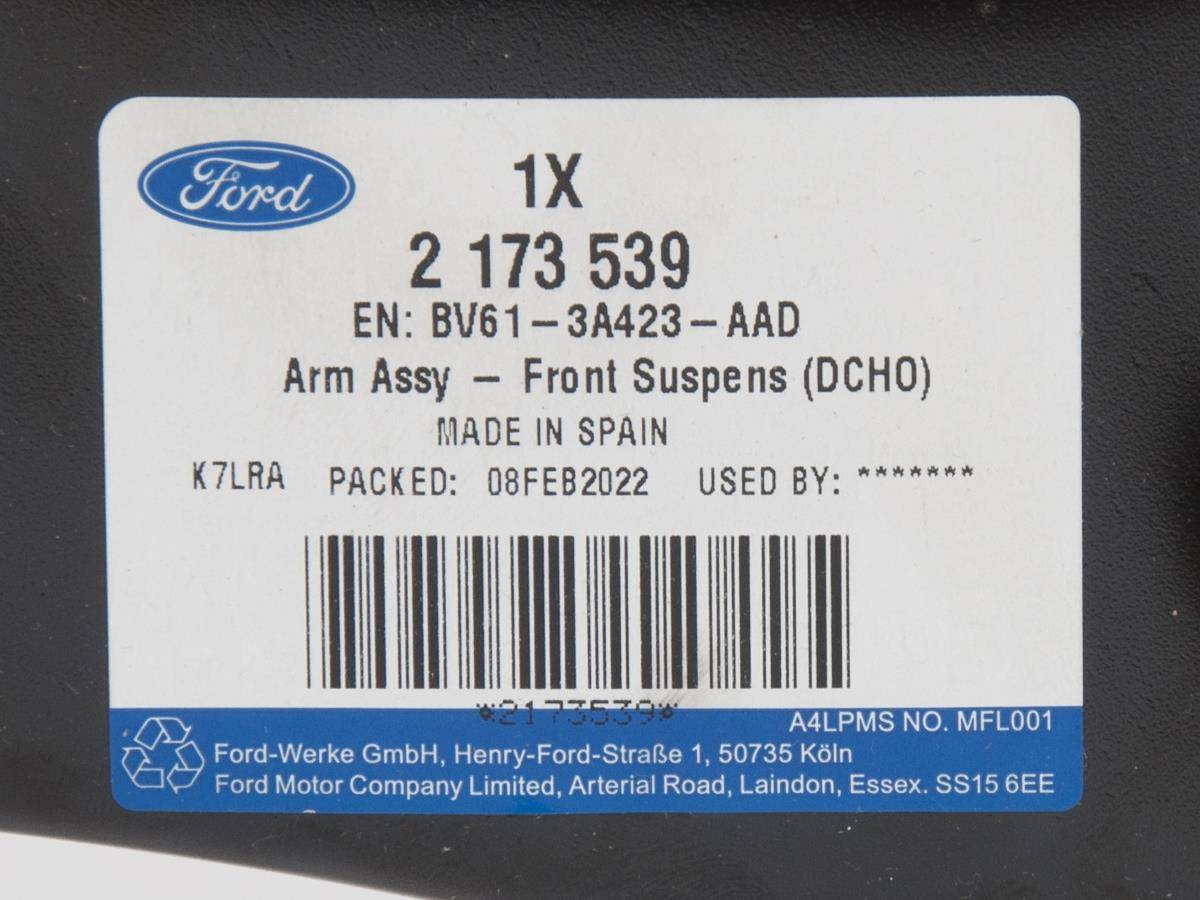 Ford
1X
2 173 539
EN: BV61-3A423-AAD
Arm Assy - Front Suspens (DCHO)
MADE IN SPAIN
K7LRA PACKED: 08FEB2022 USED BY: *******
*2173539*
A4LPMS NO. MFL001
Ford-Werke GmbH, Henry-Ford-Straße 1, 50735 Köln
Ford Motor Company Limited, Arterial Road, Laindon, Essex. SS15 6EE